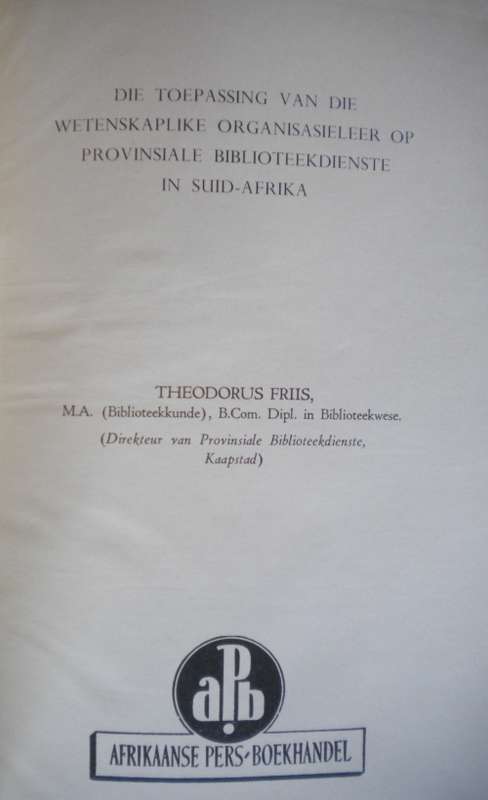 DIE TOEPASSING VAN DIE
WETENSKAPLIKE ORGANISASIELEER OP
PROVINSIALE BIBLIOTEEKDIENSTE
IN SUID-AFRIKA
THEODORUS FRIIS,
M.A. (Biblioteekkunde), B.Com. Dipl. in Biblioteekwese.
(Direkteur van Provinsiale Biblioteekdienste,
Kaapstad)
aPb
AFRIKAANSE PERS-BOEKHANDEL